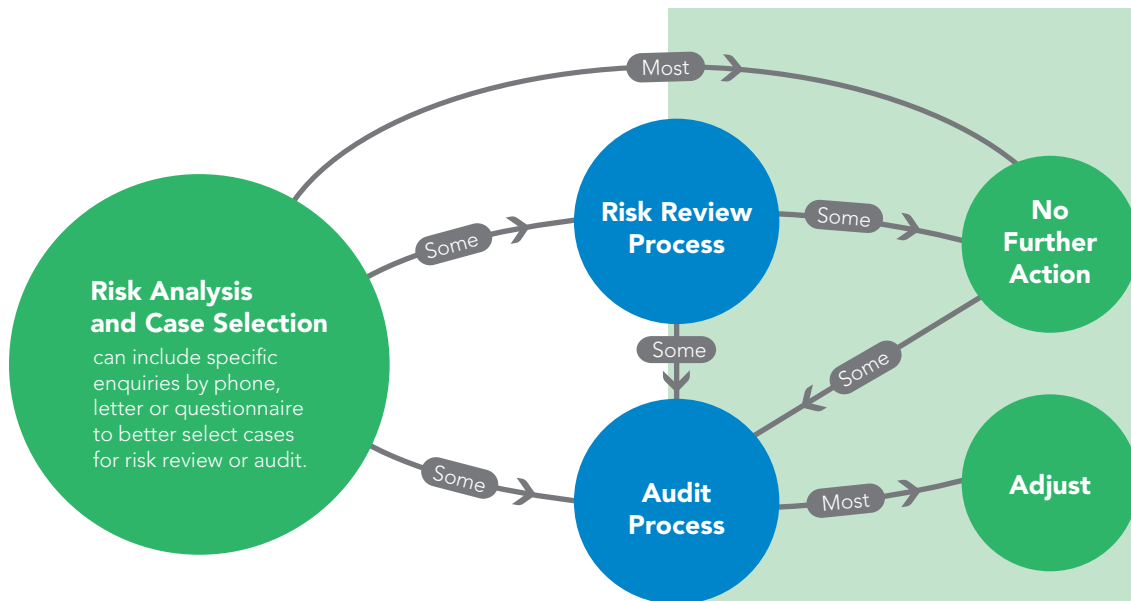 Most
Risk Review
Process
Some
Some
No
Further
Action
Risk Analysis
and Case Selection
can include specific
enquiries by phone,
letter or questionnaire
to better select cases
for risk review or audit.
Some
Some
Some
Audit
Process
Most
Adjust